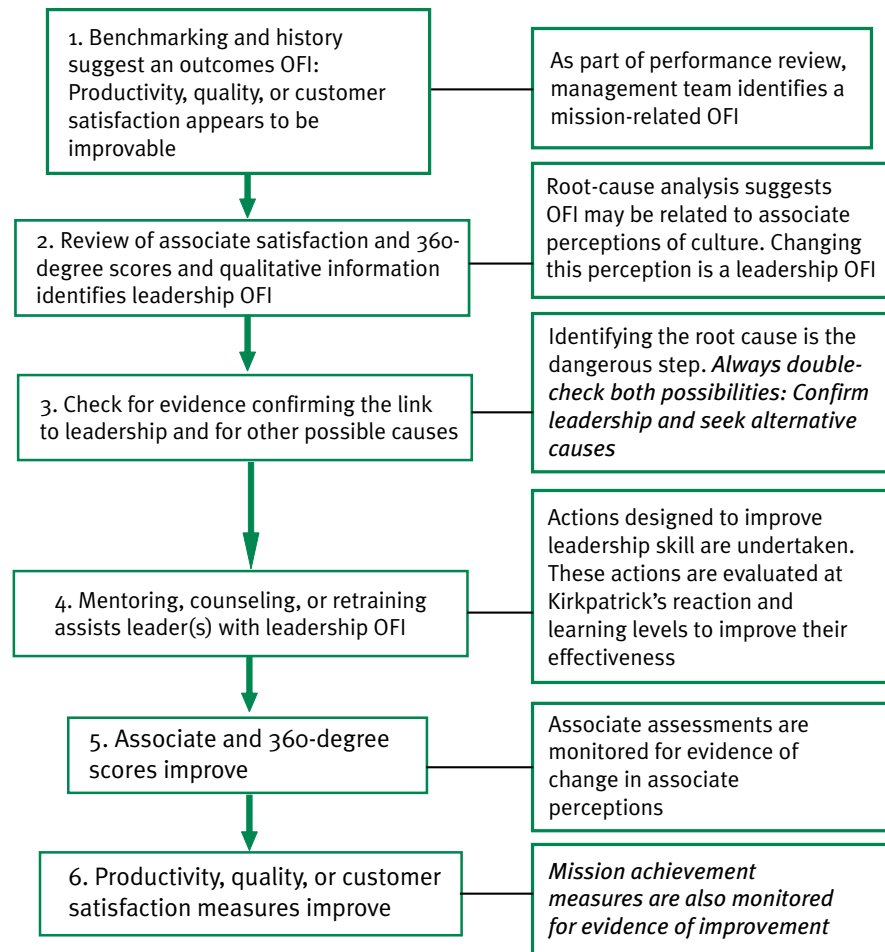 1. Benchmarking and history
suggest an outcomes OFI:
Productivity, quality, or customer
satisfaction appears to be
improvable
As part of performance review,
management team identifies a
mission-related OFI
2. Review of associate satisfaction and 360-
degree scores and qualitative information
identifies leadership OFI
Root-cause analysis suggests
OFI may be related to associate
perceptions of culture. Changing
this perception is a leadership OFI
3. Check for evidence confirming the link
to leadership and for other possible causes
Identifying the root cause is the
dangerous step. Always double-
check both possibilities: Confirm
leadership and seek alternative
causes
4. Mentoring, counseling, or retraining
assists leader(s) with leadership OFI
Actions designed to improve
leadership skill are undertaken.
These actions are evaluated at
Kirkpatrick’s reaction and
learning levels to improve their
effectiveness
5. Associate and 360-degree
scores improve
Associate assessments are
monitored for evidence of
change in associate
perceptions
6. Productivity, quality, or customer
satisfaction measures improve
Mission achievement
measures are also monitored
for evidence of improvement